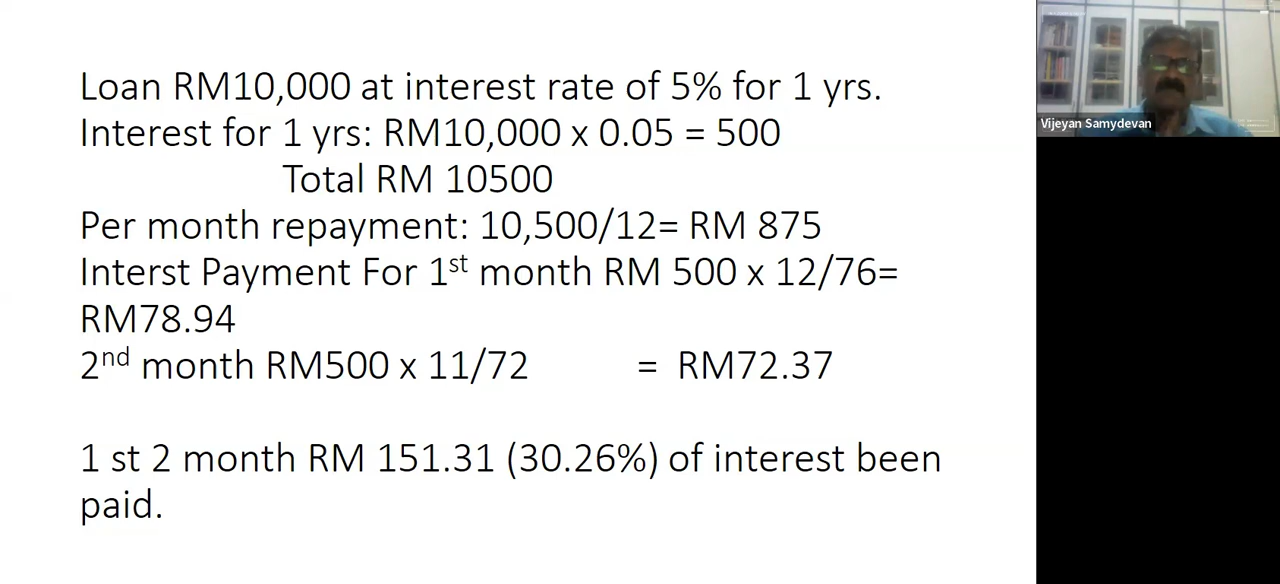 Loan RM10,000 at interest rate of 5% for 1 yrs.
Interest for 1 yrs: RM10,000 x 0.05 = 500
Total RM 10500
Per month repayment: 10,500/12= RM 875
Interst Payment For 1st month RM 500 x 12/76=
RM78.94
2nd month RM500 x 11/72 = RM72.37
1 st 2 month RM 151.31 (30.26%) of interest been
paid.
Vijeyan Samydevan